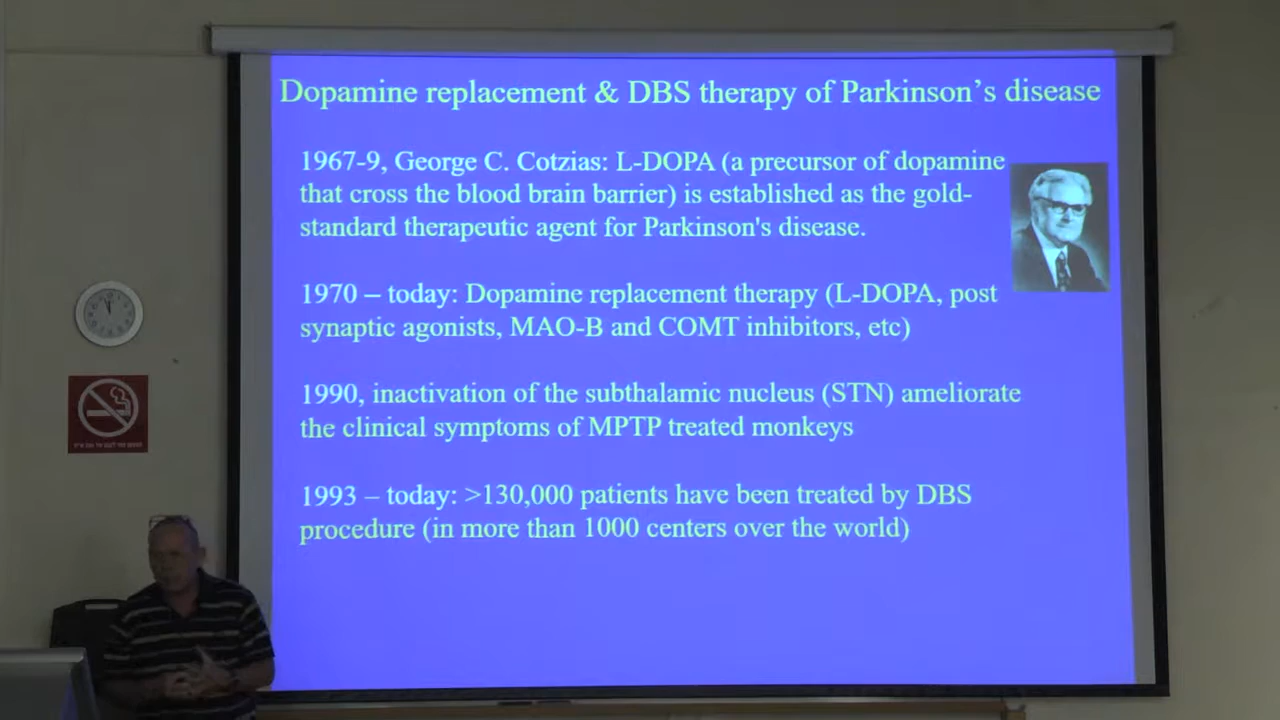 Dopamine replacement & DBS therapy of Parkinson's disease
1967-9, George C. Cotzias: L-DOPA (a precursor of dopamine
that cross the blood brain barrier) is established as the gold-
standard therapeutic agent for Parkinson's disease.
1970 – today: Dopamine replacement therapy (L-DOPA, post
synaptic agonists, MAO-B and COMT inhibitors, etc)
1990, inactivation of the subthalamic nucleus (STN) ameliorate
the clinical symptoms of MPTP treated monkeys
1993 – today: >130,000 patients have been treated by DBS
procedure (in more than 1000 centers over the world)